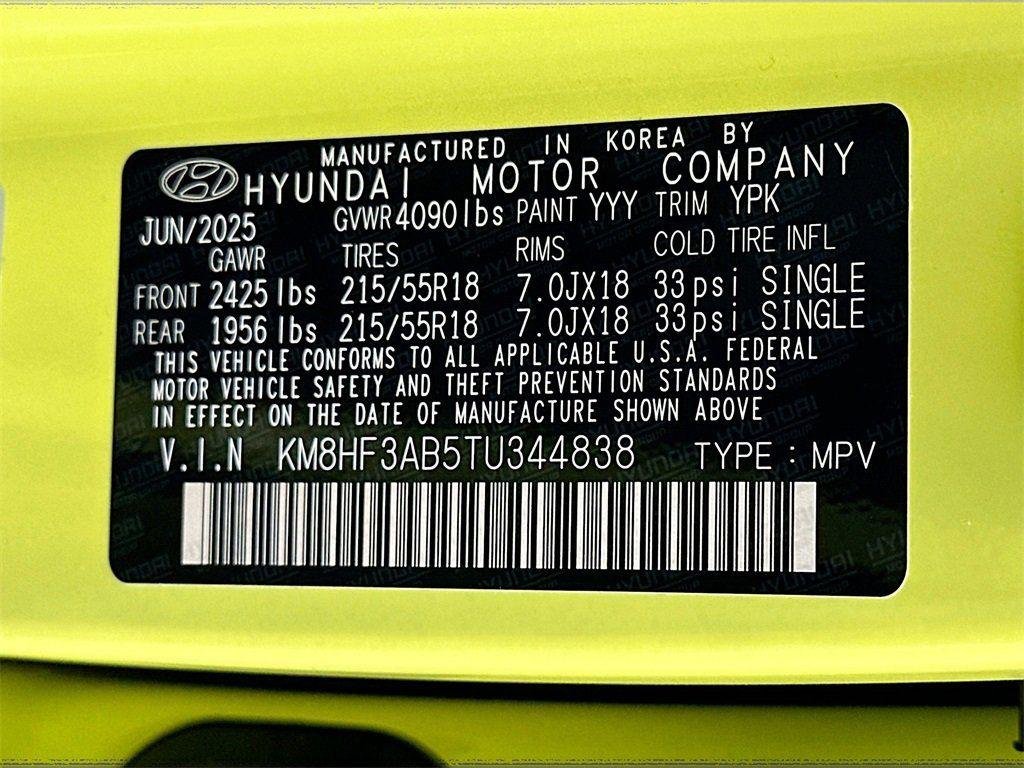 MANUFACTURED IN KOREA BY
HYUNDAI MOTOR COMPANY
JUN/2025 GVWR 4090lbs PAINT YYY TRIM YPK
GAWR TIRES RIMS COLD TIRE INFL
FRONT 2425 lbs 215/55R18 7.0JX18 33psi SINGLE
REAR 1956 lbs 215/55R18 7.0JX18 33psi SINGLE
THIS VEHICLE CONFORMS TO ALL APPLICABLE U.S.A. FEDERAL
MOTOR VEHICLE SAFETY AND THEFT PREVENTION STANDARDS
IN EFFECT ON THE DATE OF MANUFACTURE SHOWN ABOVE
V.I.N KM8HF3AB5TU344838 TYPE : MPV